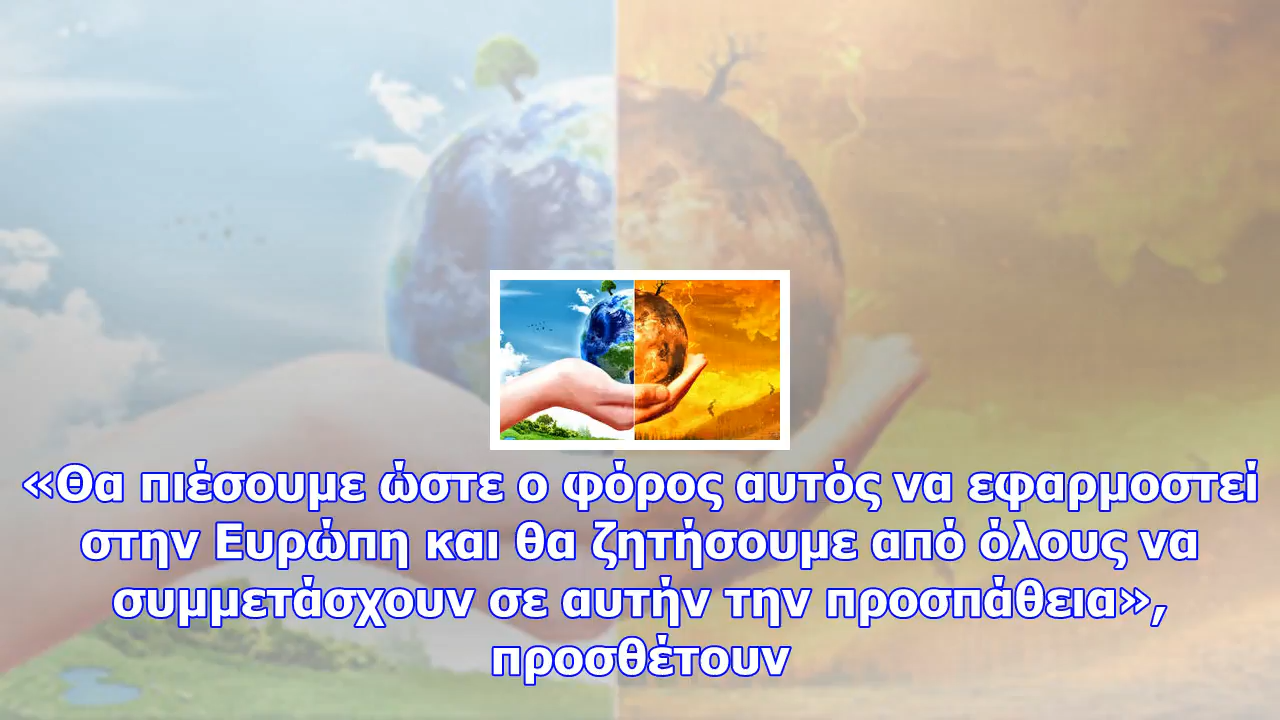 «Θα πιέσουμε ώστε ο φόρος αυτός να εφαρμοστεί
στην Ευρώπη και θα ζητήσουμε από όλους να
συμμετάσχουν σε αυτήν την προσπάθεια»,
προσθέτουν